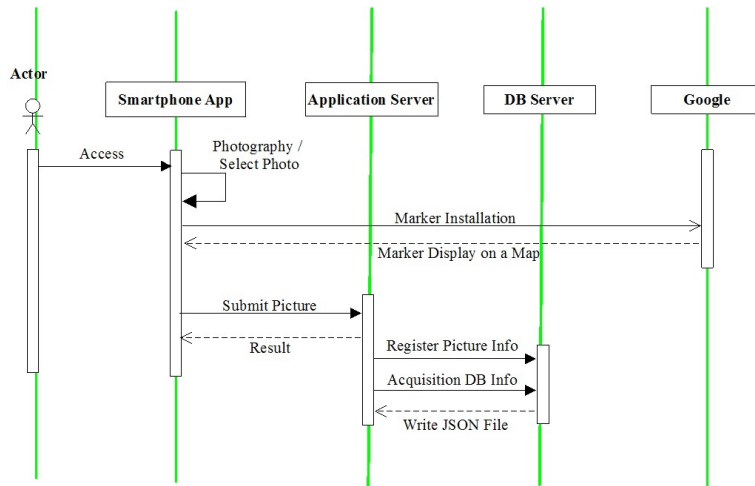 Actor
Smartphone App
Application Server
DB Server
Google
Access
Photography /
Select Photo
Marker Installation
Marker Display on a Map
Submit Picture
Result
Register Picture Info
Acquisition DB Info
Write JSON File